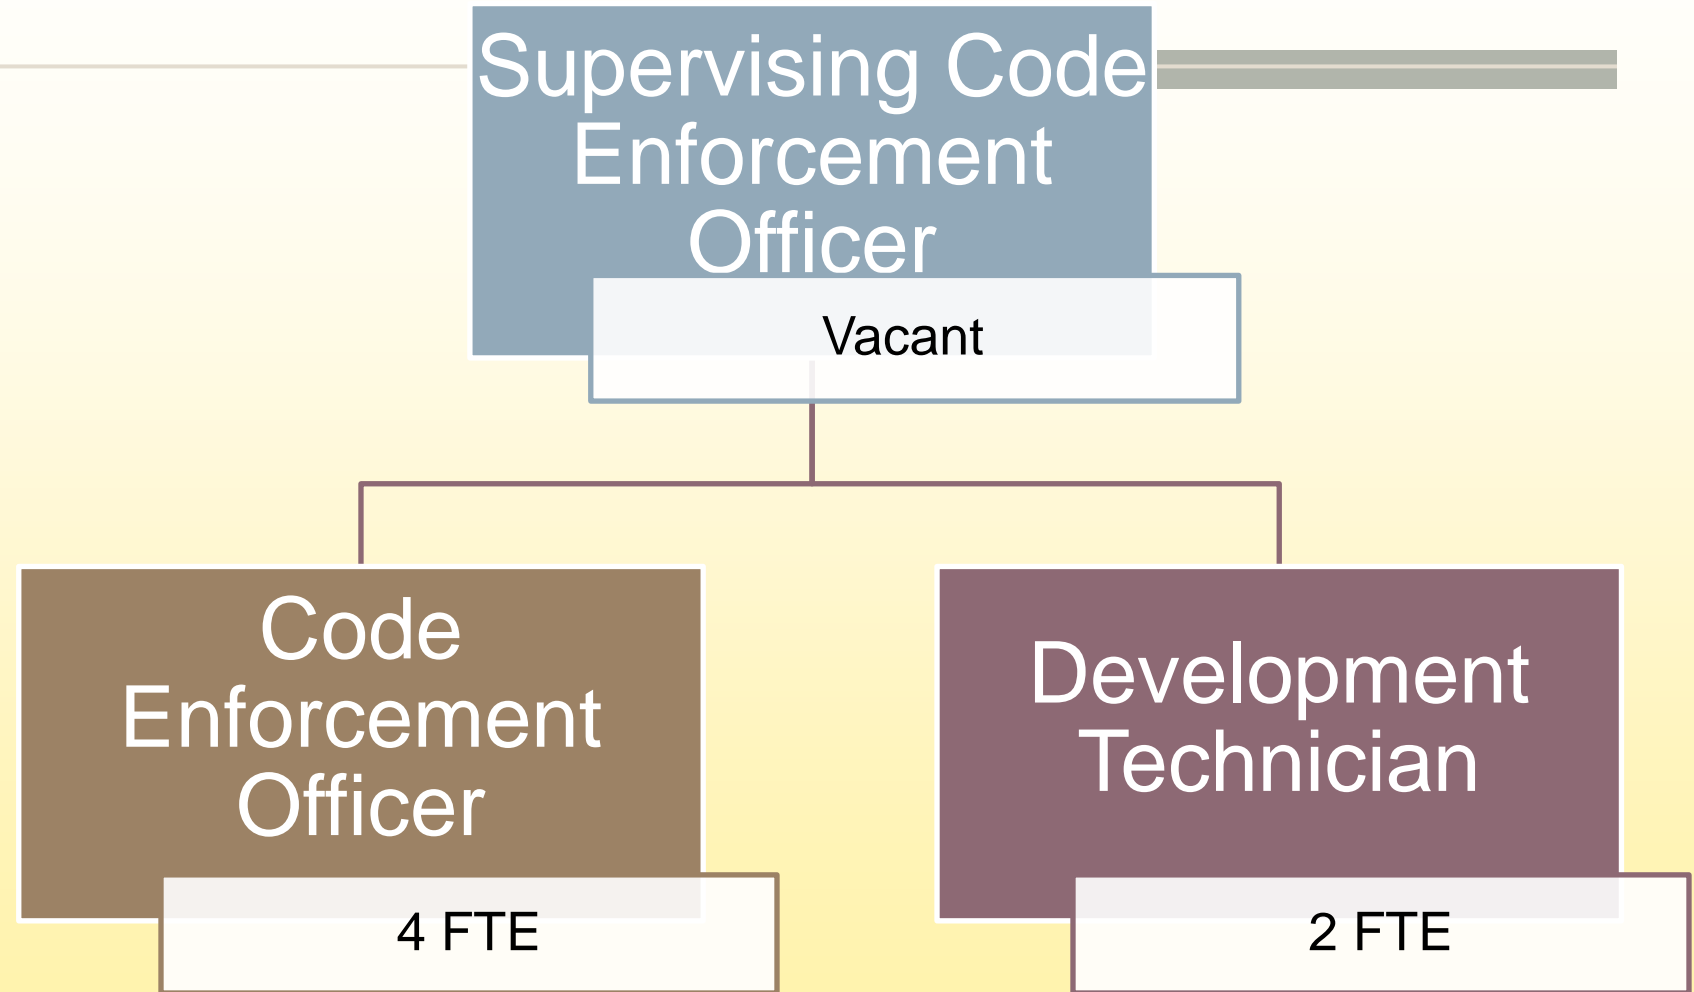 Supervising Code
Enforcement
Officer
Vacant
Code
Enforcement
Officer
4 FTE
Development
Technician
2 FTE